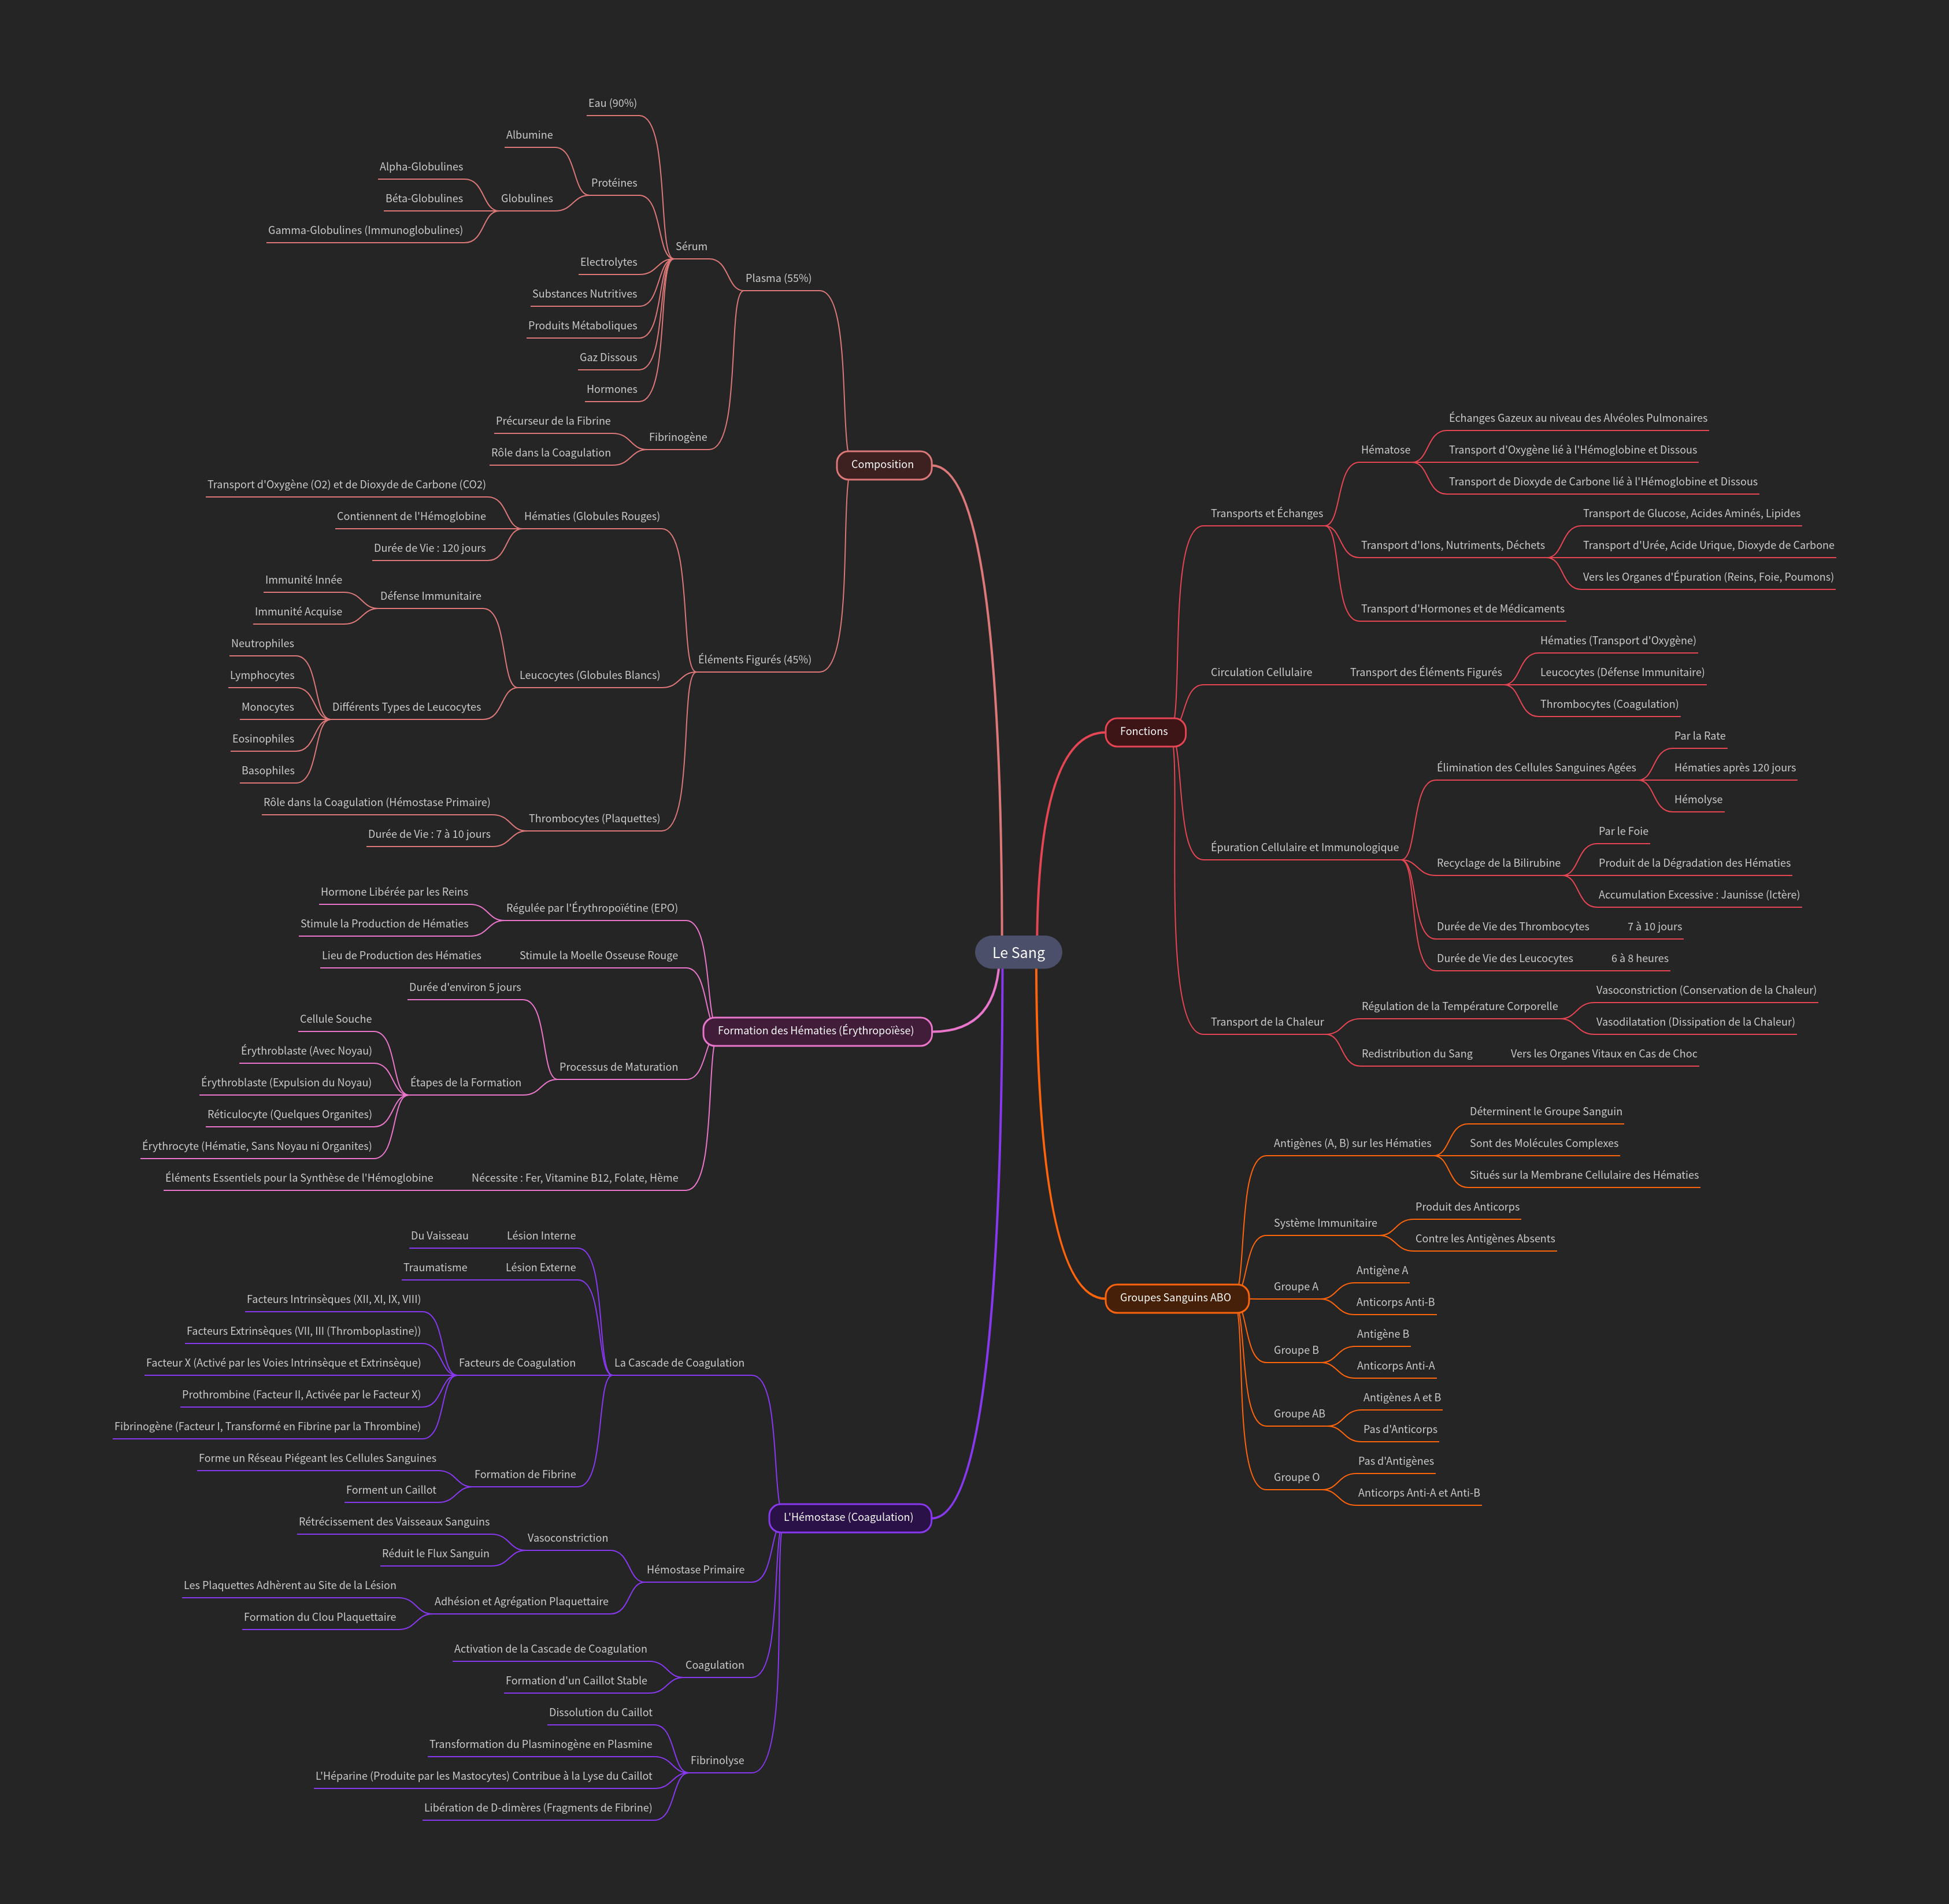 Le Sang
Composition
Plasma (55%)
Sérum
Eau (90%)
Protéines
Albumine
Globulines
Alpha-Globulines
Béta-Globulines
Gamma-Globulines (Immunoglobulines)
Electrolytes
Substances Nutritives
Produits Métaboliques
Gaz Dissous
Hormones
Fibrinogène
Précurseur de la Fibrine
Rôle dans la Coagulation
Éléments Figurés (45%)
Hématies (Globules Rouges)
Transport d'Oxygène (O2) et de Dioxyde de Carbone (CO2)
Contiennent de l'Hémoglobine
Durée de Vie : 120 jours
Leucocytes (Globules Blancs)
Défense Immunitaire
Immunité Innée
Immunité Acquise
Différents Types de Leucocytes
Neutrophiles
Lymphocytes
Monocytes
Eosinophiles
Basophiles
Thrombocytes (Plaquettes)
Rôle dans la Coagulation (Hémostase Primaire)
Durée de Vie : 7 à 10 jours
Formation des Hématies (Érythropoïèse)
Régulée par l'Érythropoïétine (EPO)
Hormone Libérée par les Reins
Stimule la Production de Hématies
Stimule la Moelle Osseuse Rouge
Lieu de Production des Hématies
Processus de Maturation
Durée d'environ 5 jours
Étapes de la Formation
Cellule Souche
Érythroblaste (Avec Noyau)
Érythroblaste (Expulsion du Noyau)
Réticulocyte (Quelques Organites)
Érythrocyte (Hématie, Sans Noyau ni Organites)
Nécessite : Fer, Vitamine B12, Folate, Hème
Éléments Essentiels pour la Synthèse de l'Hémoglobine
L'Hémostase (Coagulation)
La Cascade de Coagulation
Lésion Interne
Du Vaisseau
Lésion Externe
Traumatisme
Facteurs de Coagulation
Facteurs Intrinsèques (XII, XI, IX, VIII)
Facteurs Extrinsèques (VII, III (Thromboplastine))
Facteur X (Activé par les Voies Intrinsèque et Extrinsèque)
Prothrombine (Facteur II, Activée par le Facteur X)
Fibrinogène (Facteur I, Transformé en Fibrine par la Thrombine)
Formation de Fibrine
Forme un Réseau Piégeant les Cellules Sanguines
Forment un Caillot
Hémostase Primaire
Vasoconstriction
Rétrécissement des Vaisseaux Sanguins
Réduit le Flux Sanguin
Adhésion et Agrégation Plaquettaire
Les Plaquettes Adhèrent au Site de la Lésion
Formation du Clou Plaquettaire
Coagulation
Activation de la Cascade de Coagulation
Formation d'un Caillot Stable
Fibrinolyse
Dissolution du Caillot
Transformation du Plasminogène en Plasmine
L'Héparine (Produite par les Mastocytes) Contribue à la Lyse du Caillot
Libération de D-dimères (Fragments de Fibrine)
Fonctions
Transports et Échanges
Hématose
Échanges Gazeux au niveau des Alvéoles Pulmonaires
Transport d'Oxygène lié à l'Hémoglobine et Dissous
Transport de Dioxyde de Carbone lié à l'Hémoglobine et Dissous
Transport d'Ions, Nutriments, Déchets
Transport de Glucose, Acides Aminés, Lipides
Transport d'Urée, Acide Urique, Dioxyde de Carbone
Vers les Organes d'Épuration (Reins, Foie, Poumons)
Transport d'Hormones et de Médicaments
Circulation Cellulaire
Transport des Éléments Figurés
Hématies (Transport d'Oxygène)
Leucocytes (Défense Immunitaire)
Thrombocytes (Coagulation)
Épuration Cellulaire et Immunologique
Élimination des Cellules Sanguines Agées
Par la Rate
Hématies après 120 jours
Hémolyse
Recyclage de la Bilirubine
Par le Foie
Produit de la Dégradation des Hématies
Accumulation Excessive : Jaunisse (Ictère)
Durée de Vie des Thrombocytes
7 à 10 jours
Durée de Vie des Leucocytes
6 à 8 heures
Transport de la Chaleur
Régulation de la Température Corporelle
Vasoconstriction (Conservation de la Chaleur)
Vasodilatation (Dissipation de la Chaleur)
Redistribution du Sang
Vers les Organes Vitaux en Cas de Choc
Groupes Sanguins ABO
Antigènes (A, B) sur les Hématies
Déterminent le Groupe Sanguin
Sont des Molécules Complexes
Situés sur la Membrane Cellulaire des Hématies
Système Immunitaire
Produit des Anticorps
Contre les Antigènes Absents
Groupe A
Antigène A
Anticorps Anti-B
Groupe B
Antigène B
Anticorps Anti-A
Groupe AB
Antigènes A et B
Pas d'Anticorps
Groupe O
Pas d'Antigènes
Anticorps Anti-A et Anti-B